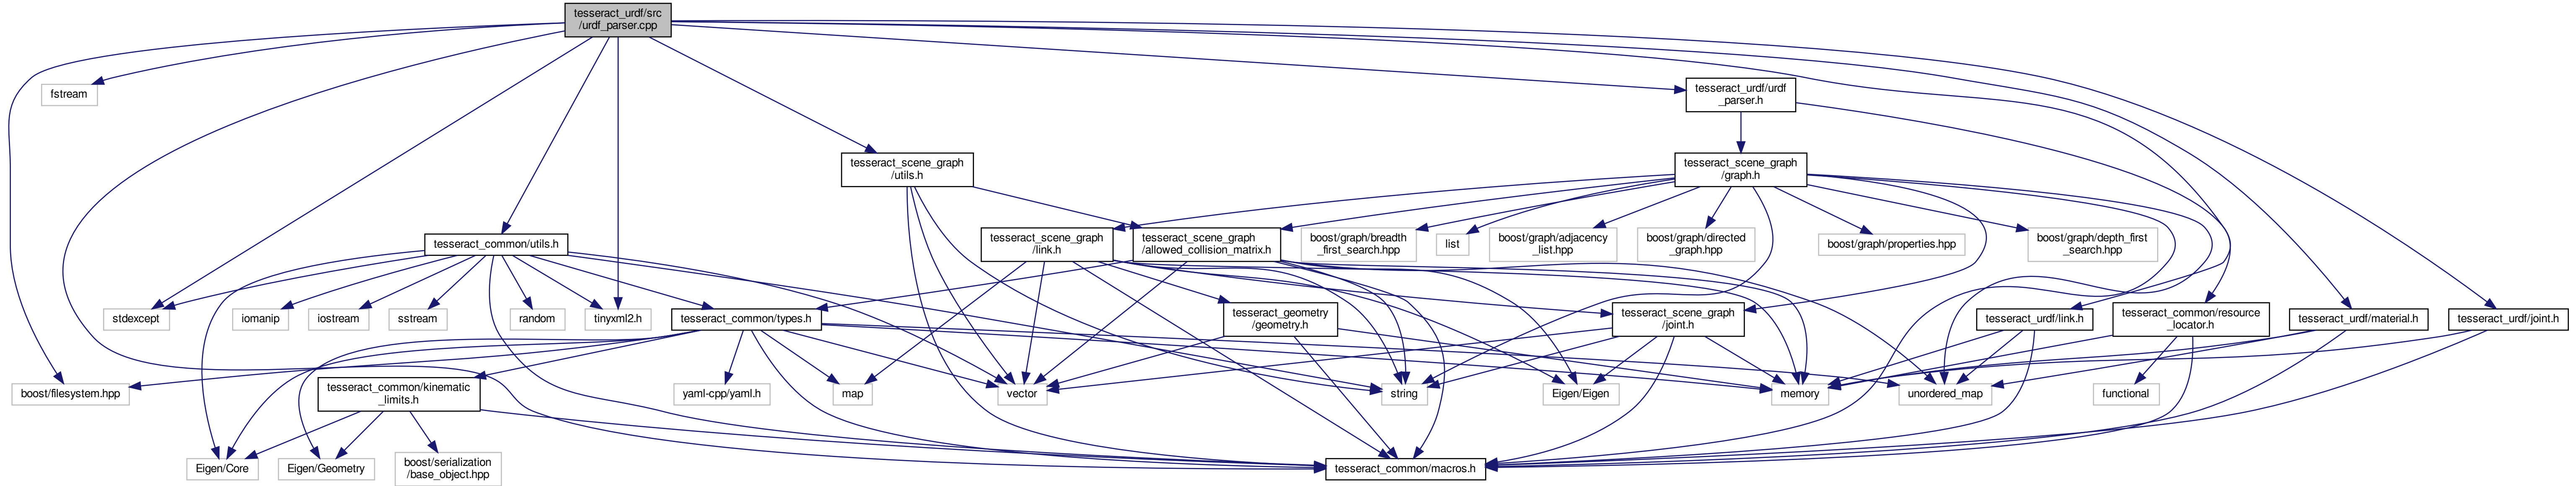 tesseract_urdf/src
/urdf_parser.cpp
fstream
tesseract_urdf/urdf
_parser.h
tesseract_scene_graph
/utils.h
tesseract_scene_graph
/graph.h
tesseract_common/utils.h
tesseract_scene_graph
/link.h
tesseract_scene_graph
/allowed_collision_matrix.h
boost/graph/breadth
_first_search.hpp
list
boost/graph/adjacency
_list.hpp
boost/graph/directed
_graph.hpp
boost/graph/properties.hpp
boost/graph/depth_first
_search.hpp
stdexcept
iomanip
iostream
sstream
random
tinyxml2.h
tesseract_common/types.h
tesseract_geometry
/geometry.h
tesseract_scene_graph
/joint.h
tesseract_urdf/link.h
tesseract_common/resource
_locator.h
tesseract_urdf/material.h
tesseract_urdf/joint.h
boost/filesystem.hpp
tesseract_common/kinematic
_limits.h
yaml-cpp/yaml.h
map
vector
string
Eigen/Eigen
memory
unordered_map
functional
Eigen/Core
Eigen/Geometry
boost/serialization
/base_object.hpp
tesseract_common/macros.h